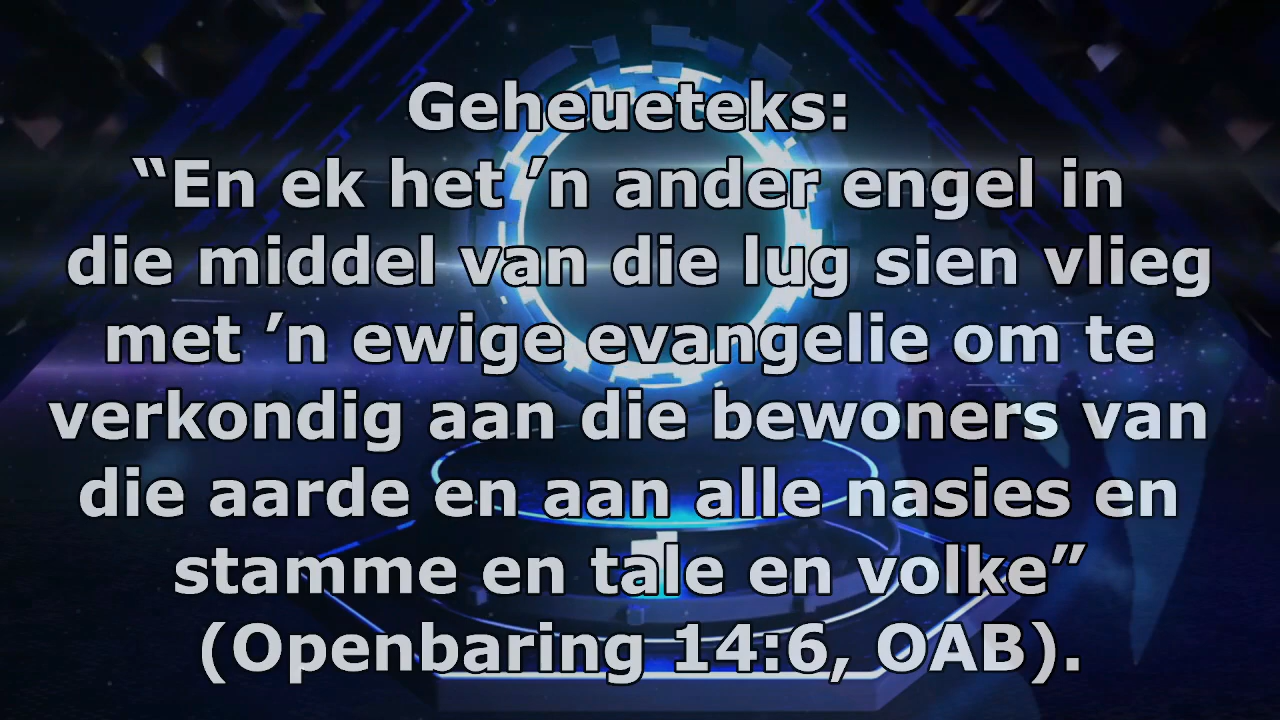 Geheueteks:
“En ek het ’n ander engel in
die middel van die lug sien vlieg
met ’n ewige evangelie om te
verkondig aan die bewoners van
die aarde en aan alle nasies en
stamme en tale en volke”
(Openbaring 14:6, OAB).